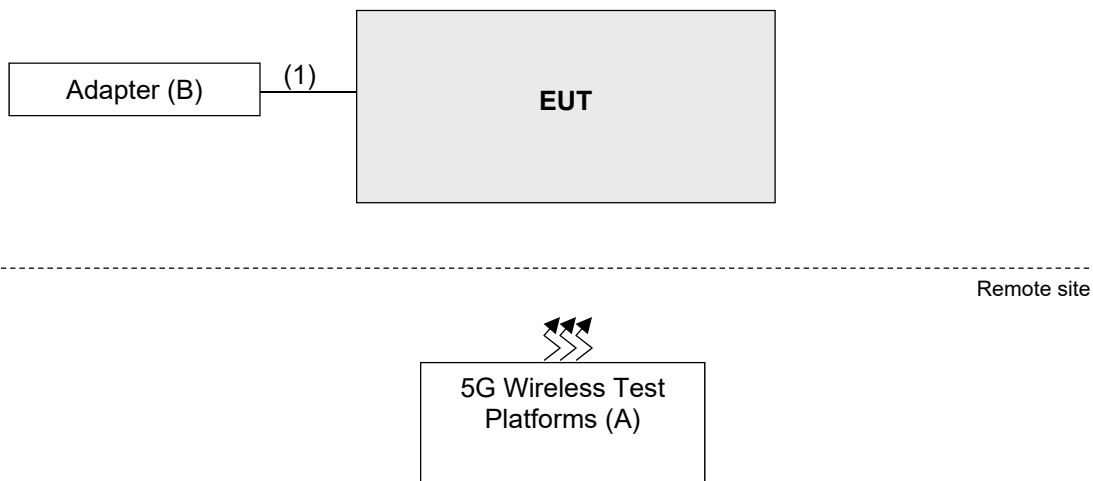 (1)
Adapter (B)
EUT
Remote site
5G Wireless Test
Platforms (A)